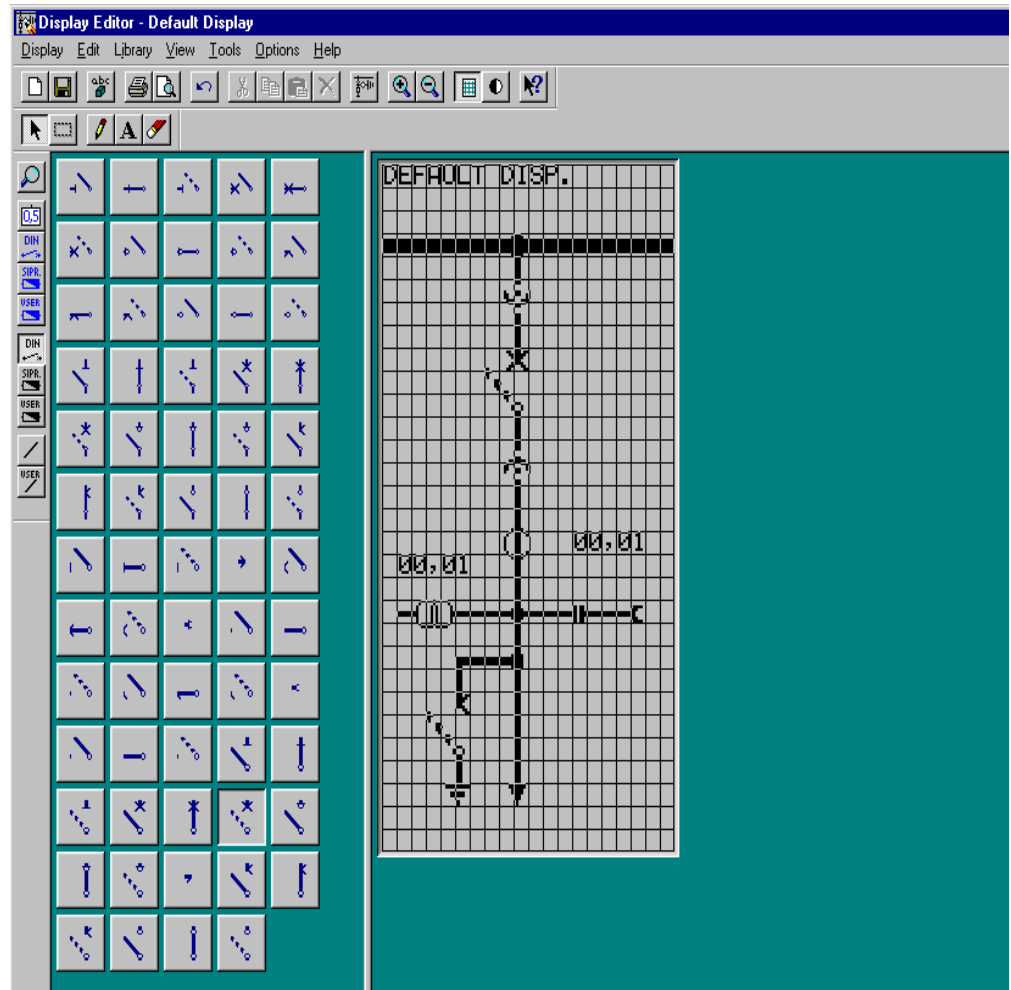 Display Editor - Default Display
Display Edit Library View Tools Options Help
abc
A
0,5
DIN
SIPR.
USER
DIN
SIPR.
USER
USER
DEFAULT DISP.
00,01
00,01